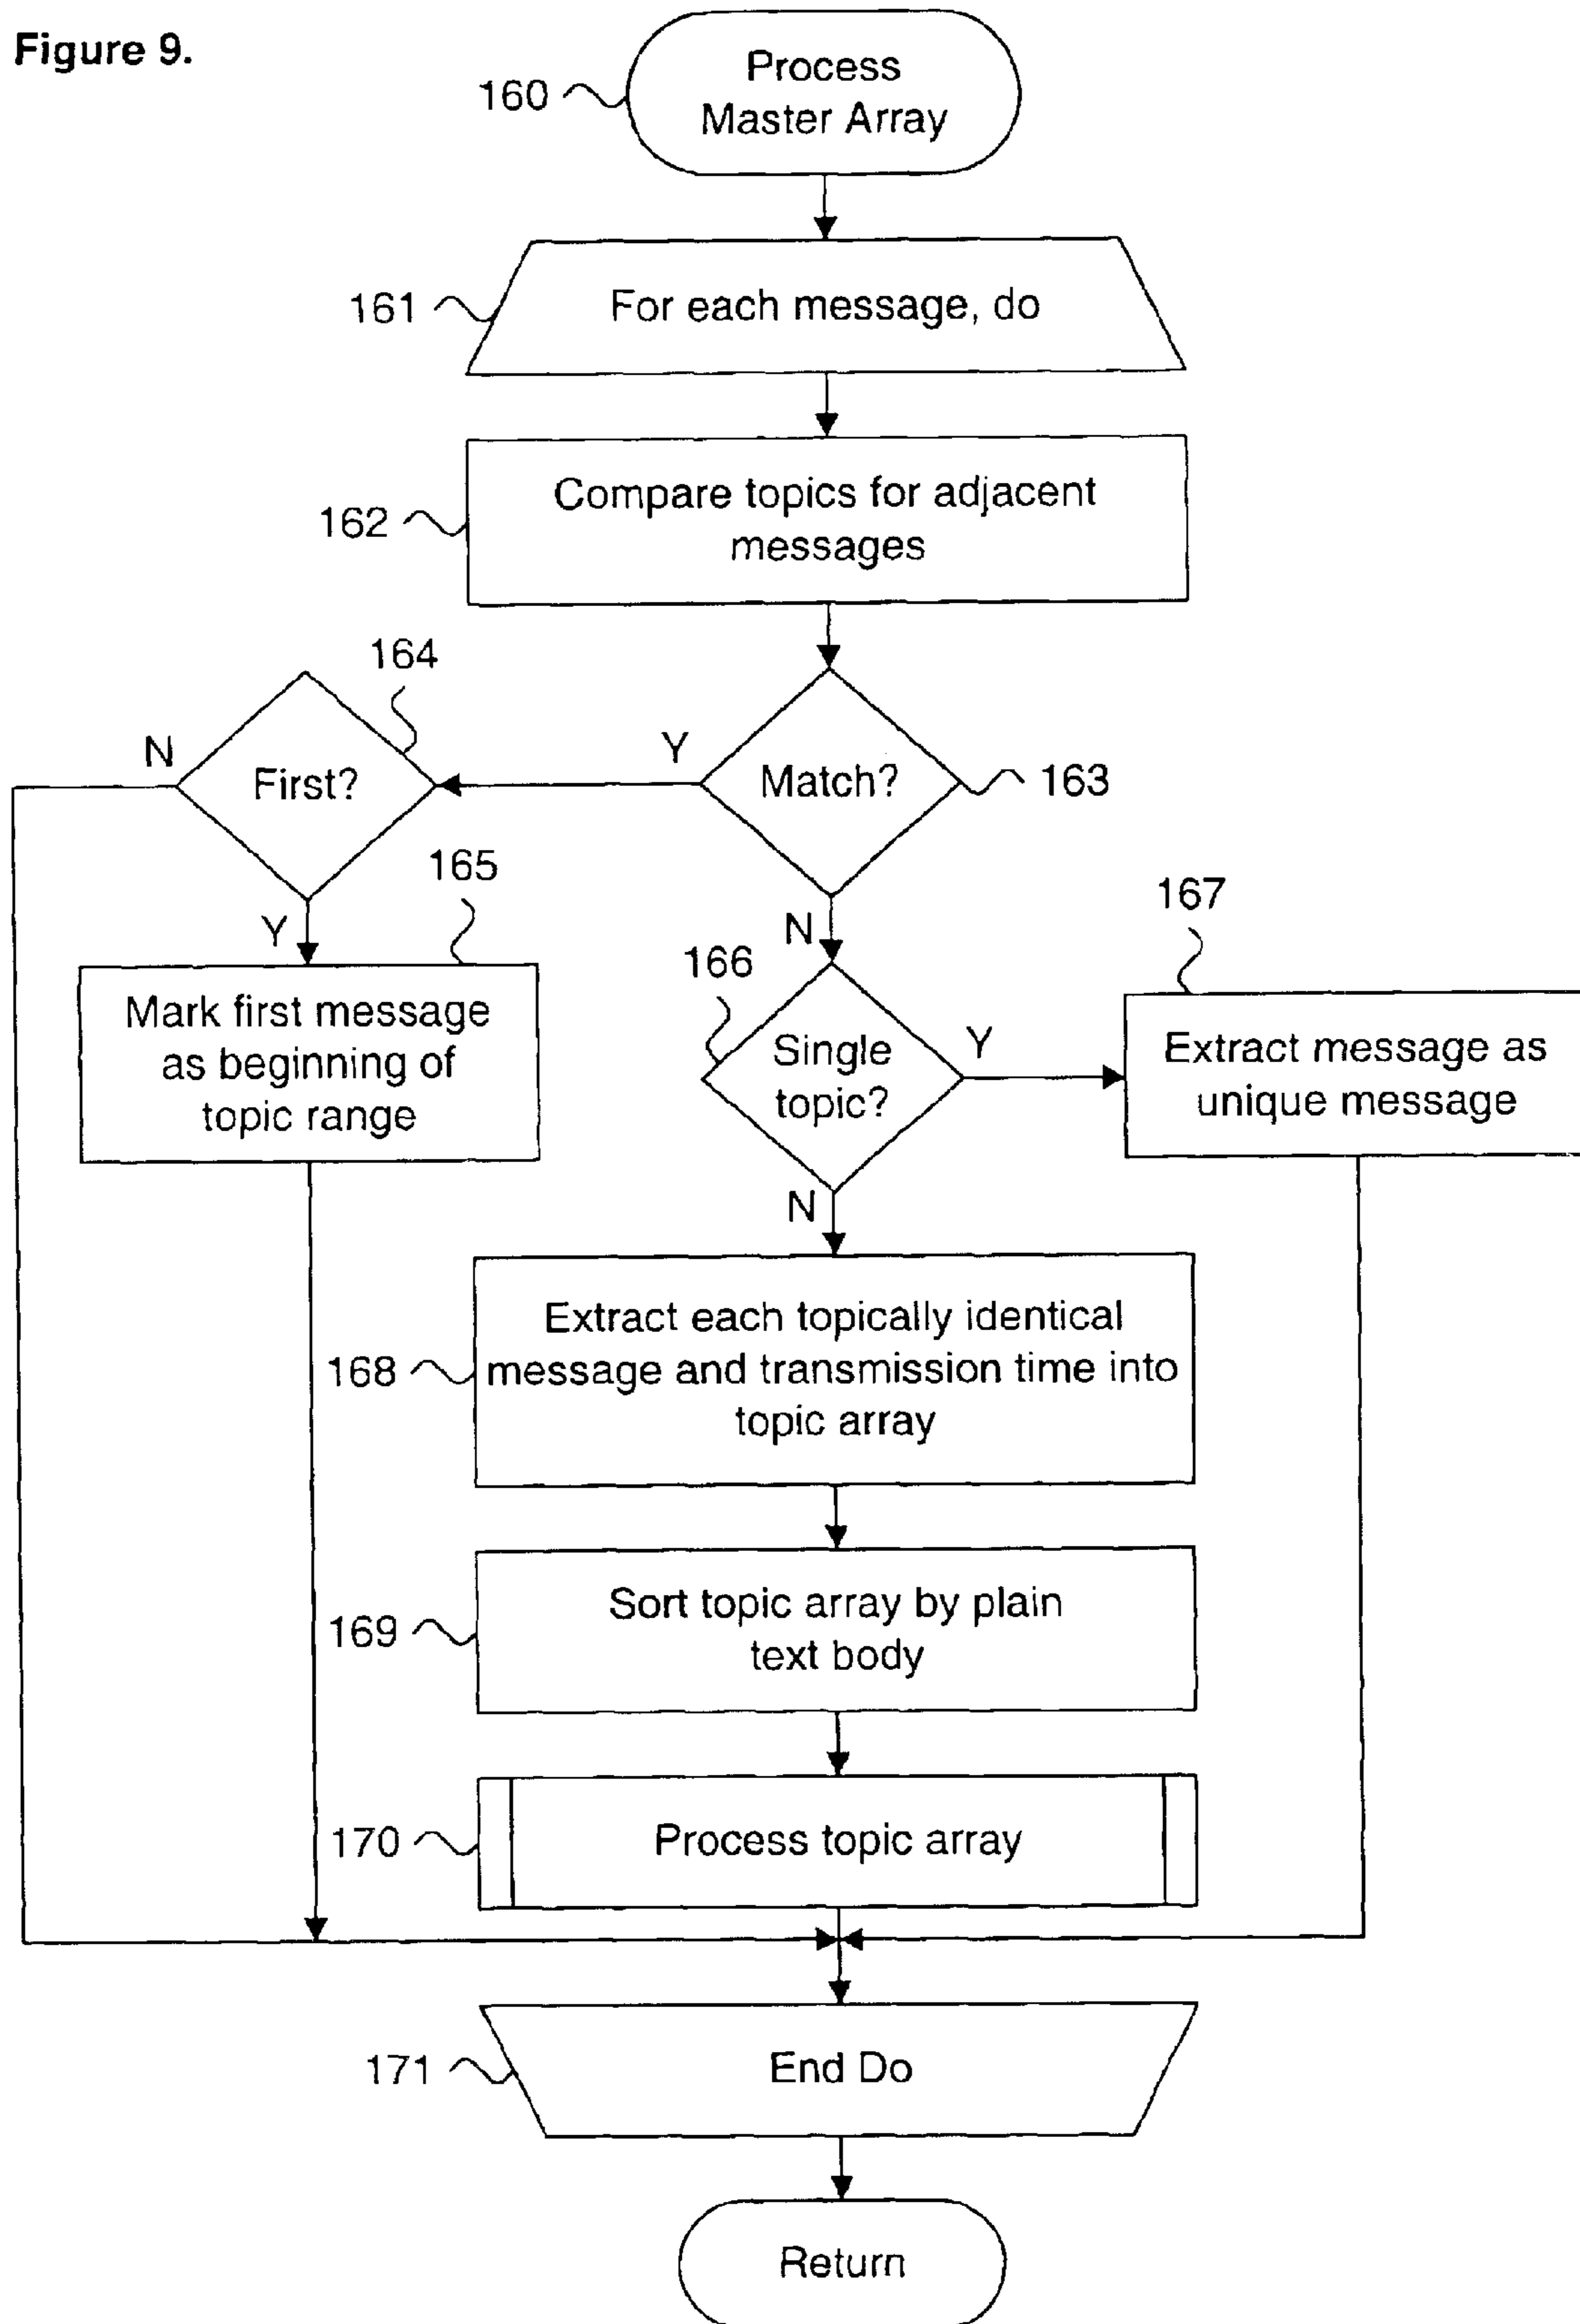 Figure 9.
Process
Master Array
160
161
For each message, do
162
Compare topics for adjacent
messages
164
N
First?
Y
Match?
163
165
Y
N
167
166
Mark first message
as beginning of
topic range
Single
topic?
Y
Extract message as
unique message
N
168
Extract each topically identical
message and transmission time into
topic array
169
Sort topic array by plain
text body
170
Process topic array
171
End Do
Return